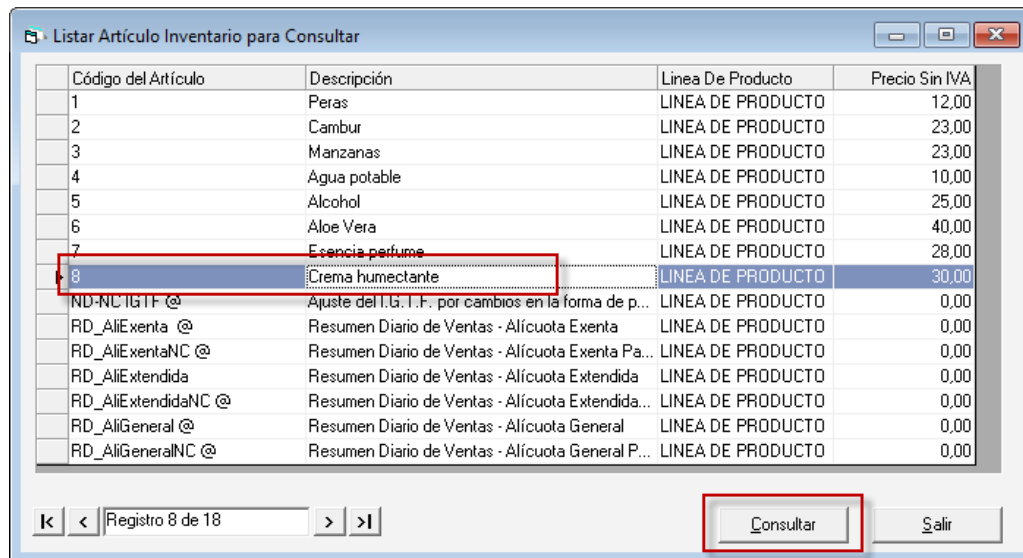 Listar Artículo Inventario para Consultar
Código del Artículo Descripción Linea De Producto Precio Sin IVA
1 Peras LINEA DE PRODUCTO 12,00
2 Cambur LINEA DE PRODUCTO 23,00
3 Manzanas LINEA DE PRODUCTO 23,00
4 Agua potable LINEA DE PRODUCTO 10,00
5 Alcohol LINEA DE PRODUCTO 25,00
6 Aloe Vera LINEA DE PRODUCTO 40,00
7 Esencia perfume LINEA DE PRODUCTO 28,00
8 Crema humectante LINEA DE PRODUCTO 30,00
ND-NC IGTF @ Ajuste del I.G.T.F. por cambios en la forma de p... LINEA DE PRODUCTO 0,00
RD_AliExenta @ Resumen Diario de Ventas - Alícuota Exenta LINEA DE PRODUCTO 0,00
RD_AliExentaNC @ Resumen Diario de Ventas - Alícuota Exenta Pa... LINEA DE PRODUCTO 0,00
RD_AliExtendida Resumen Diario de Ventas - Alícuota Extendida LINEA DE PRODUCTO 0,00
RD_AliExtendidaNC @ Resumen Diario de Ventas - Alícuota Extendida... LINEA DE PRODUCTO 0,00
RD_AliGeneral @ Resumen Diario de Ventas - Alícuota General LINEA DE PRODUCTO 0,00
RD_AliGeneralNC @ Resumen Diario de Ventas - Alícuota General P... LINEA DE PRODUCTO 0,00
Registro 8 de 18 Consultar Salir